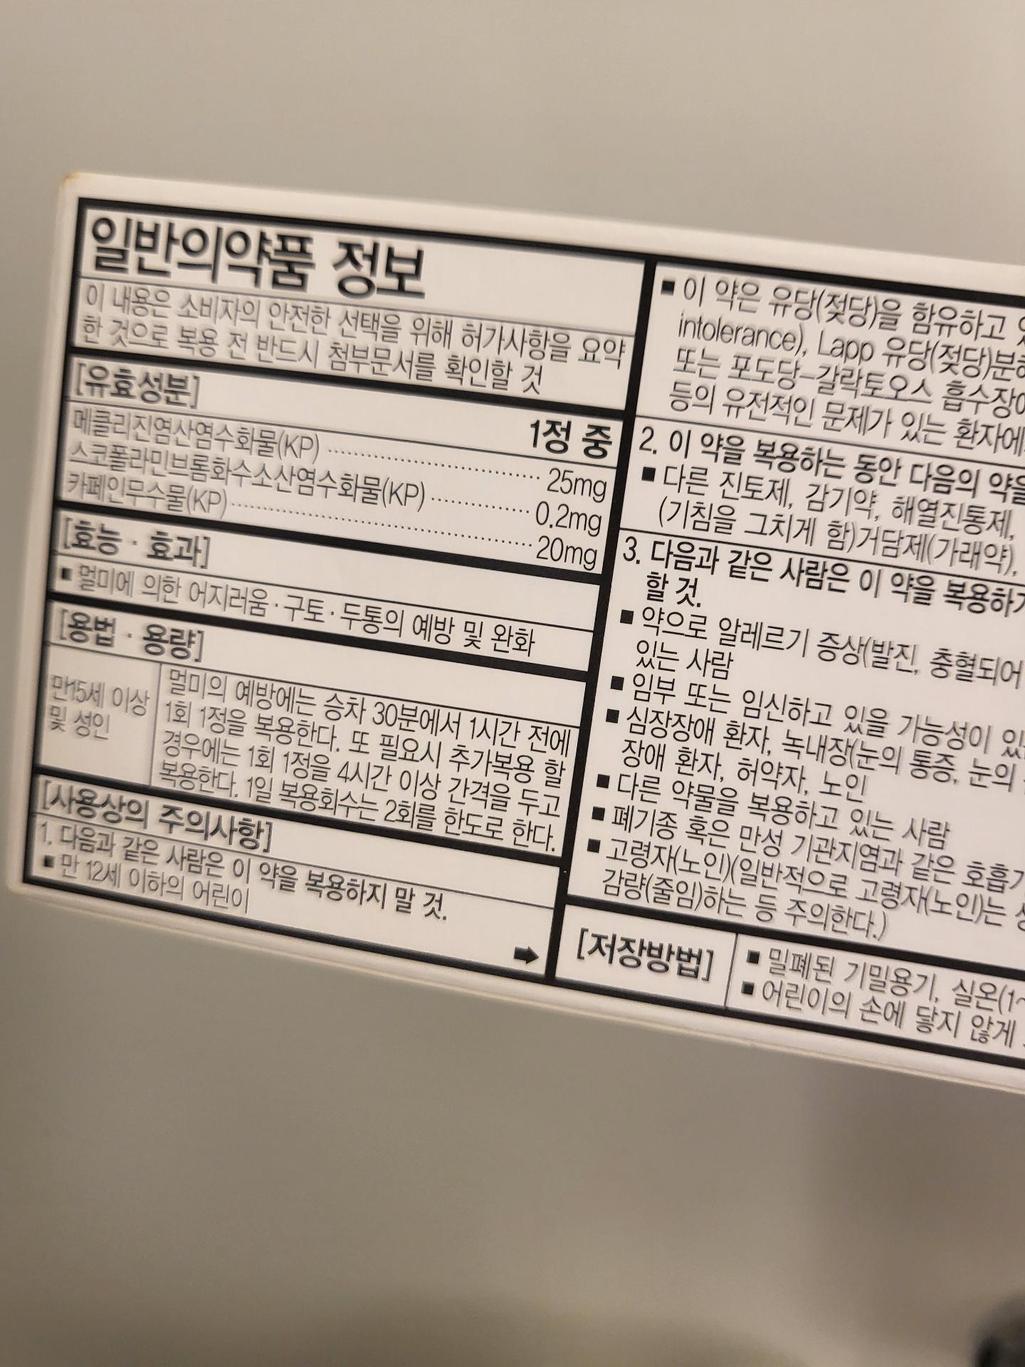 일반의약품 정보
이 내용은 소비자의 안전한 선택을 위해 허가사항을 요약
한 것으로 복용 전 반드시 첨부문서를 확인할 것
[유효성분]
1정 중
메클리진염산염수화물(KP) 25mg
스코폴라민브롬화수소산염수화물(KP) 0.2mg
카페인무수물(KP) 20mg
[효능·효과]
▪ 멀미에 의한 어지러움·구토·두통의 예방 및 완화
[용법·용량]
만15세 이상
및 성인
멀미의 예방에는 승차 30분에서 1시간 전에
1회 1정을 복용한다. 또 필요시 추가복용 할
경우에는 1회 1정을 4시간 이상 간격을 두고
복용한다. 1일 복용회수는 2회를 한도로 한다.
[사용상의 주의사항]
1. 다음과 같은 사람은 이 약을 복용하지 말 것.
▪ 만 12세 이하의 어린이
▪ 이 약은 유당(젖당)을 함유하고
intolerance), Lapp 유당(젖당)분해
또는 포도당-갈락토오스 흡수장애
등의 유전적인 문제가 있는 환자에
2. 이 약을 복용하는 동안 다음의 약을
▪ 다른 진토제, 감기약, 해열진통제,
(기침을 그치게 함)거담제(가래약),
3. 다음과 같은 사람은 이 약을 복용하기
할 것.
▪ 약으로 알레르기 증상(발진, 충혈되어
있는 사람
▪ 임부 또는 임신하고 있을 가능성이
▪ 심장장애 환자, 녹내장(눈의 통증, 눈의
장애 환자, 허약자, 노인
▪ 다른 약물을 복용하고 있는 사람
▪ 폐기종 혹은 만성 기관지염과 같은 호흡기
▪ 고령자(노인)(일반적으로 고령자(노인)는
감량(줄임)하는 등 주의한다.)
[저장방법]
▪ 밀폐된 기밀용기, 실온(1~
▪ 어린이의 손에 닿지 않게